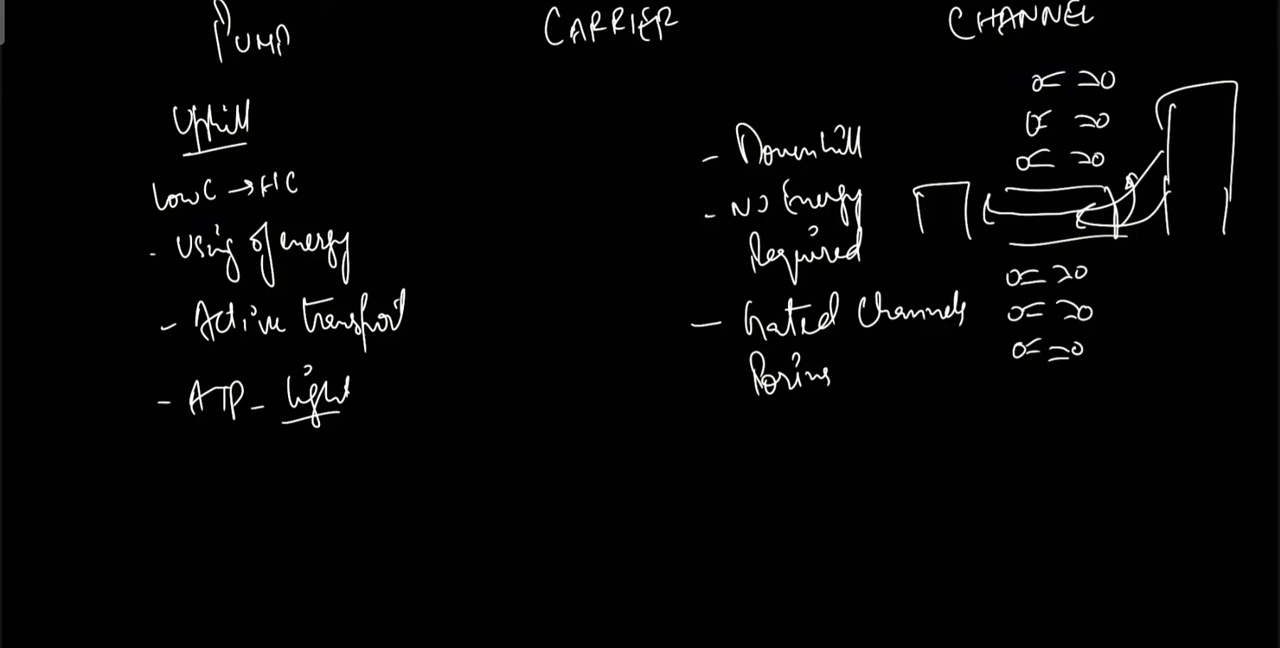 PUMP
CARRIER
CHANNEL
Uphill
Low C → HC
- Using of energy
- Active transport
- ATP - light
- Downhill
- No Energy
Required
- Gated Channels
Porins